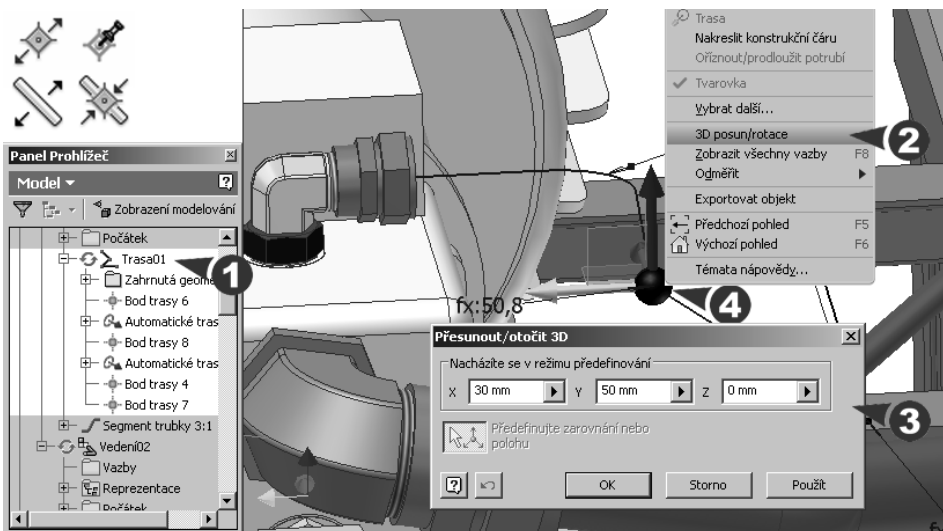 Panel Prohlížeč
Model
Zobrazení modelování
Počátek
Trasa01
1
Zahrnutá geome
Bod trasy 6
Automatické tras
Bod trasy 8
Automatické tras
Bod trasy 4
Bod trasy 7
Segment trubky 3:1
Vedení02
Vazby
Reprezentace
Počátek
Trasa
Nakreslit konstrukční čáru
Oříznout/prodloužit potrubí
Tvarovka
Vybrat další...
3D posun/rotace
2
Zobrazit všechny vazby F8
Odměřit
Exportovat objekt
Předchozí pohled F5
Výchozí pohled F6
Témata nápovědy...
4
fx:50,8
Přesunout/otočit 3D
Nacházíte se v režimu předefinování
X 30 mm Y 50 mm Z 0 mm
3
Předefinujte zarovnání nebo
polohu
OK Storno Použít